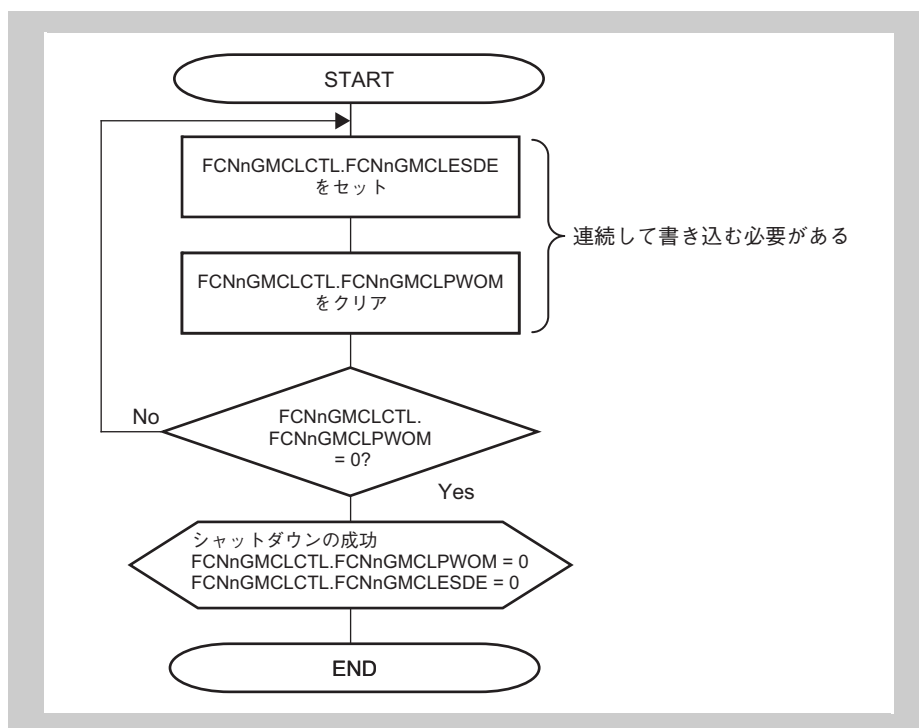 START
FCNnGMCLCTL.FCNnGMCLESDE
をセット
連続して書き込む必要がある
FCNnGMCLCTL.FCNnGMCLPWOM
をクリア
No
FCNnGMCLCTL.
FCNnGMCLPWOM
= 0?
Yes
シャットダウンの成功
FCNnGMCLCTL.FCNnGMCLPWOM = 0
FCNnGMCLCTL.FCNnGMCLESDE = 0
END